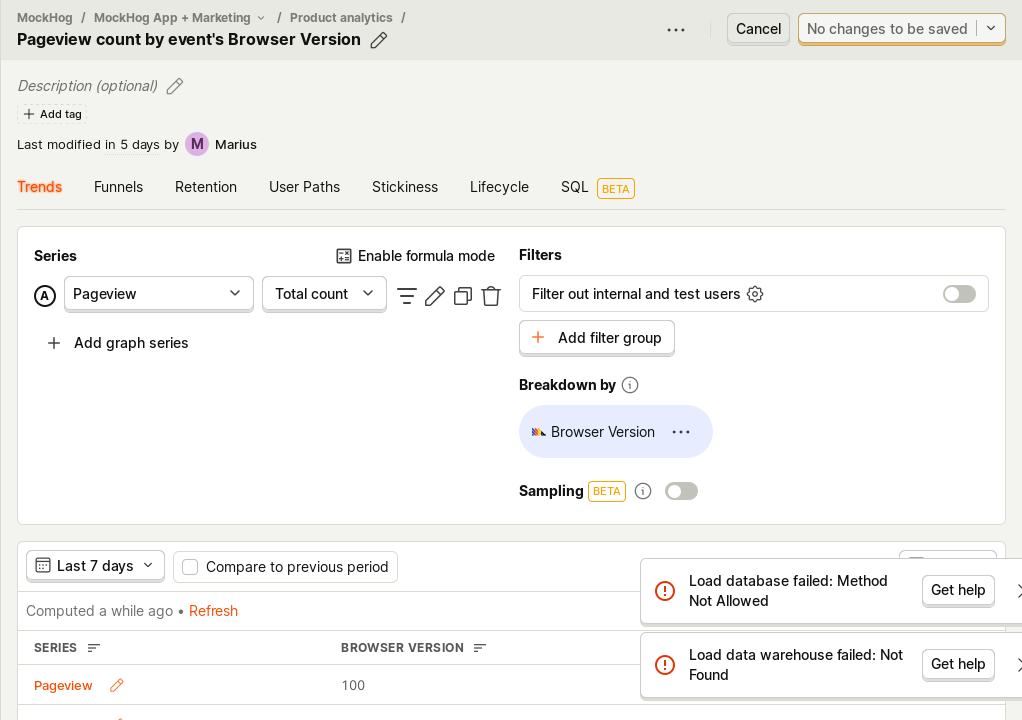 MockHog / MockHog App + Marketing / Product analytics /
Pageview count by event's Browser Version
Cancel
No changes to be saved
Description (optional)
Add tag
Last modified in 5 days by M Marius
Trends Funnels Retention User Paths Stickiness Lifecycle SQL BETA
Series
Enable formula mode
A Pageview Total count
Add graph series
Filters
Filter out internal and test users
Add filter group
Breakdown by
Browser Version
Sampling BETA
Last 7 days
Compare to previous period
Computed a while ago • Refresh
SERIES BROWSER VERSION
Pageview 100
Load database failed: Method
Not Allowed
Get help
Load data warehouse failed: Not
Found
Get help